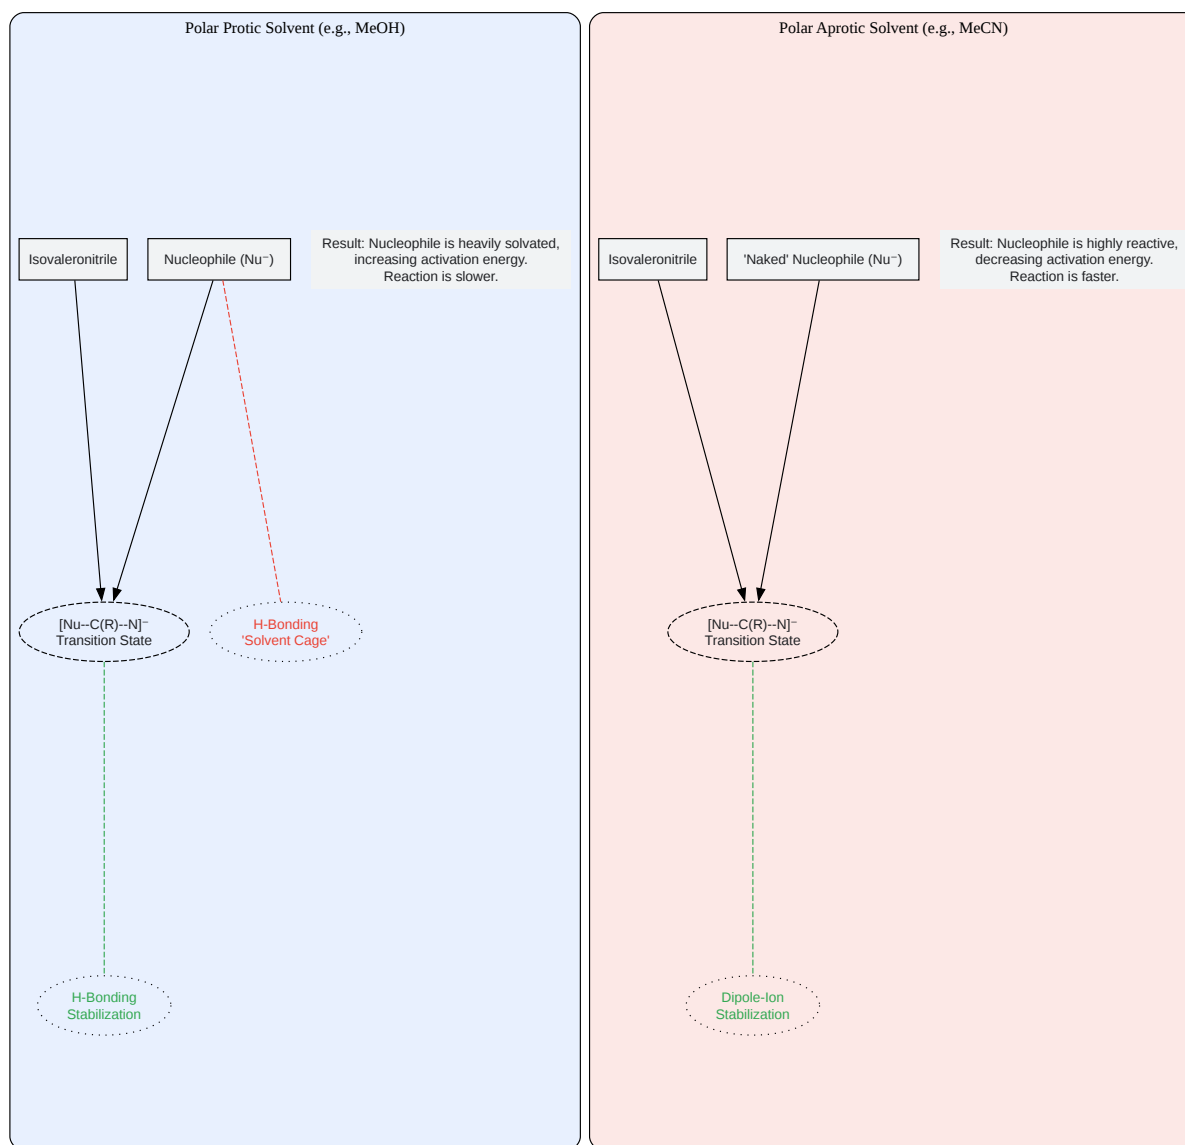 Polar Protic Solvent (e.g., MeOH)
Isovaleronitrile
Nucleophile (Nu⁻)
Result: Nucleophile is heavily solvated,
increasing activation energy.
Reaction is slower.
[Nu--C(R)--N]⁻
Transition State
H-Bonding
'Solvent Cage'
H-Bonding
Stabilization
Polar Aprotic Solvent (e.g., MeCN)
Isovaleronitrile
'Naked' Nucleophile (Nu⁻)
Result: Nucleophile is highly reactive,
decreasing activation energy.
Reaction is faster.
[Nu--C(R)--N]⁻
Transition State
Dipole-Ion
Stabilization